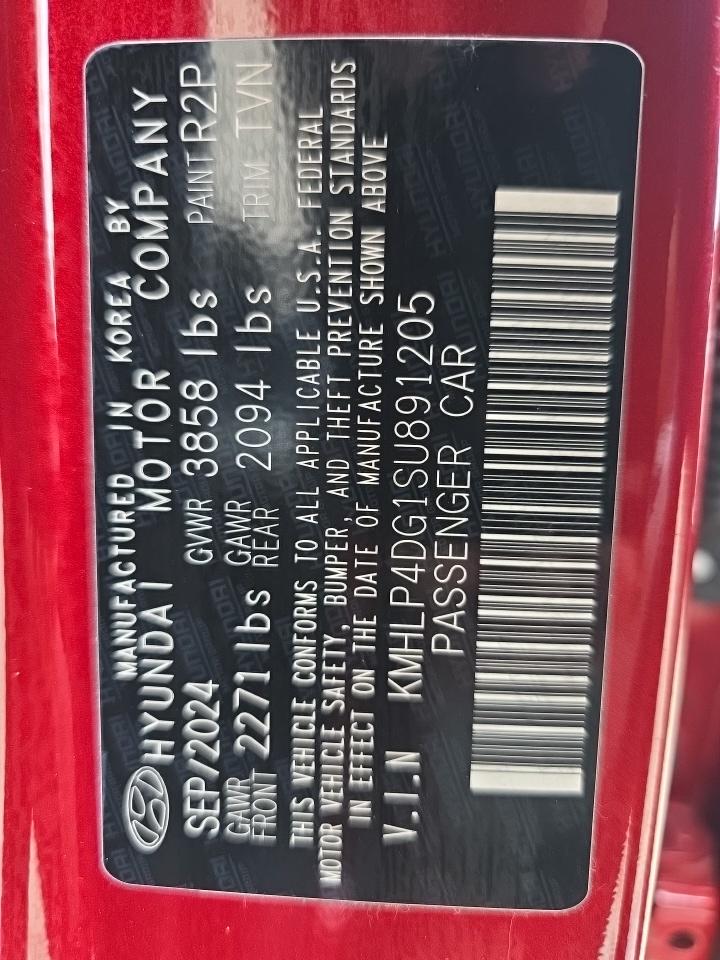 MANUFACTURED IN KOREA BY
HYUNDAI MOTOR COMPANY
SEP/2024 GVWR 3858 lbs PAINT R2P
GAWR FRONT 2271 lbs GAWR REAR 2094 lbs TRIM TVN
THIS VEHICLE CONFORMS TO ALL APPLICABLE U.S.A. FEDERAL
MOTOR VEHICLE SAFETY, BUMPER, AND THEFT PREVENTION STANDARDS
IN EFFECT ON THE DATE OF MANUFACTURE SHOWN ABOVE
V.I.N KMHLP4DG1SU891205
PASSENGER CAR